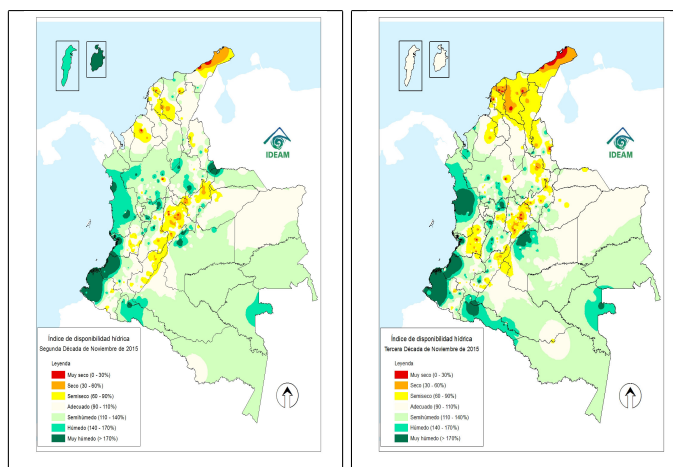 IDEAM
Índice de disponibilidad hídrica
Segunda Década de Noviembre de 2015
Leyenda
Muy seco (0 - 30%)
Seco (30 - 60%)
Semiseco (60 - 90%)
Adecuado (90 - 110%)
Semihúmedo (110 - 140%)
Húmedo (140 - 170%)
Muy húmedo (> 170%)
IDEAM
Índice de disponibilidad hídrica
Tercera Década de Noviembre de 2015
Leyenda
Muy seco (0 - 30%)
Seco (30 - 60%)
Semiseco (60 - 90%)
Adecuado (90 - 110%)
Semihúmedo (110 - 140%)
Húmedo (140 - 170%)
Muy húmedo (> 170%)